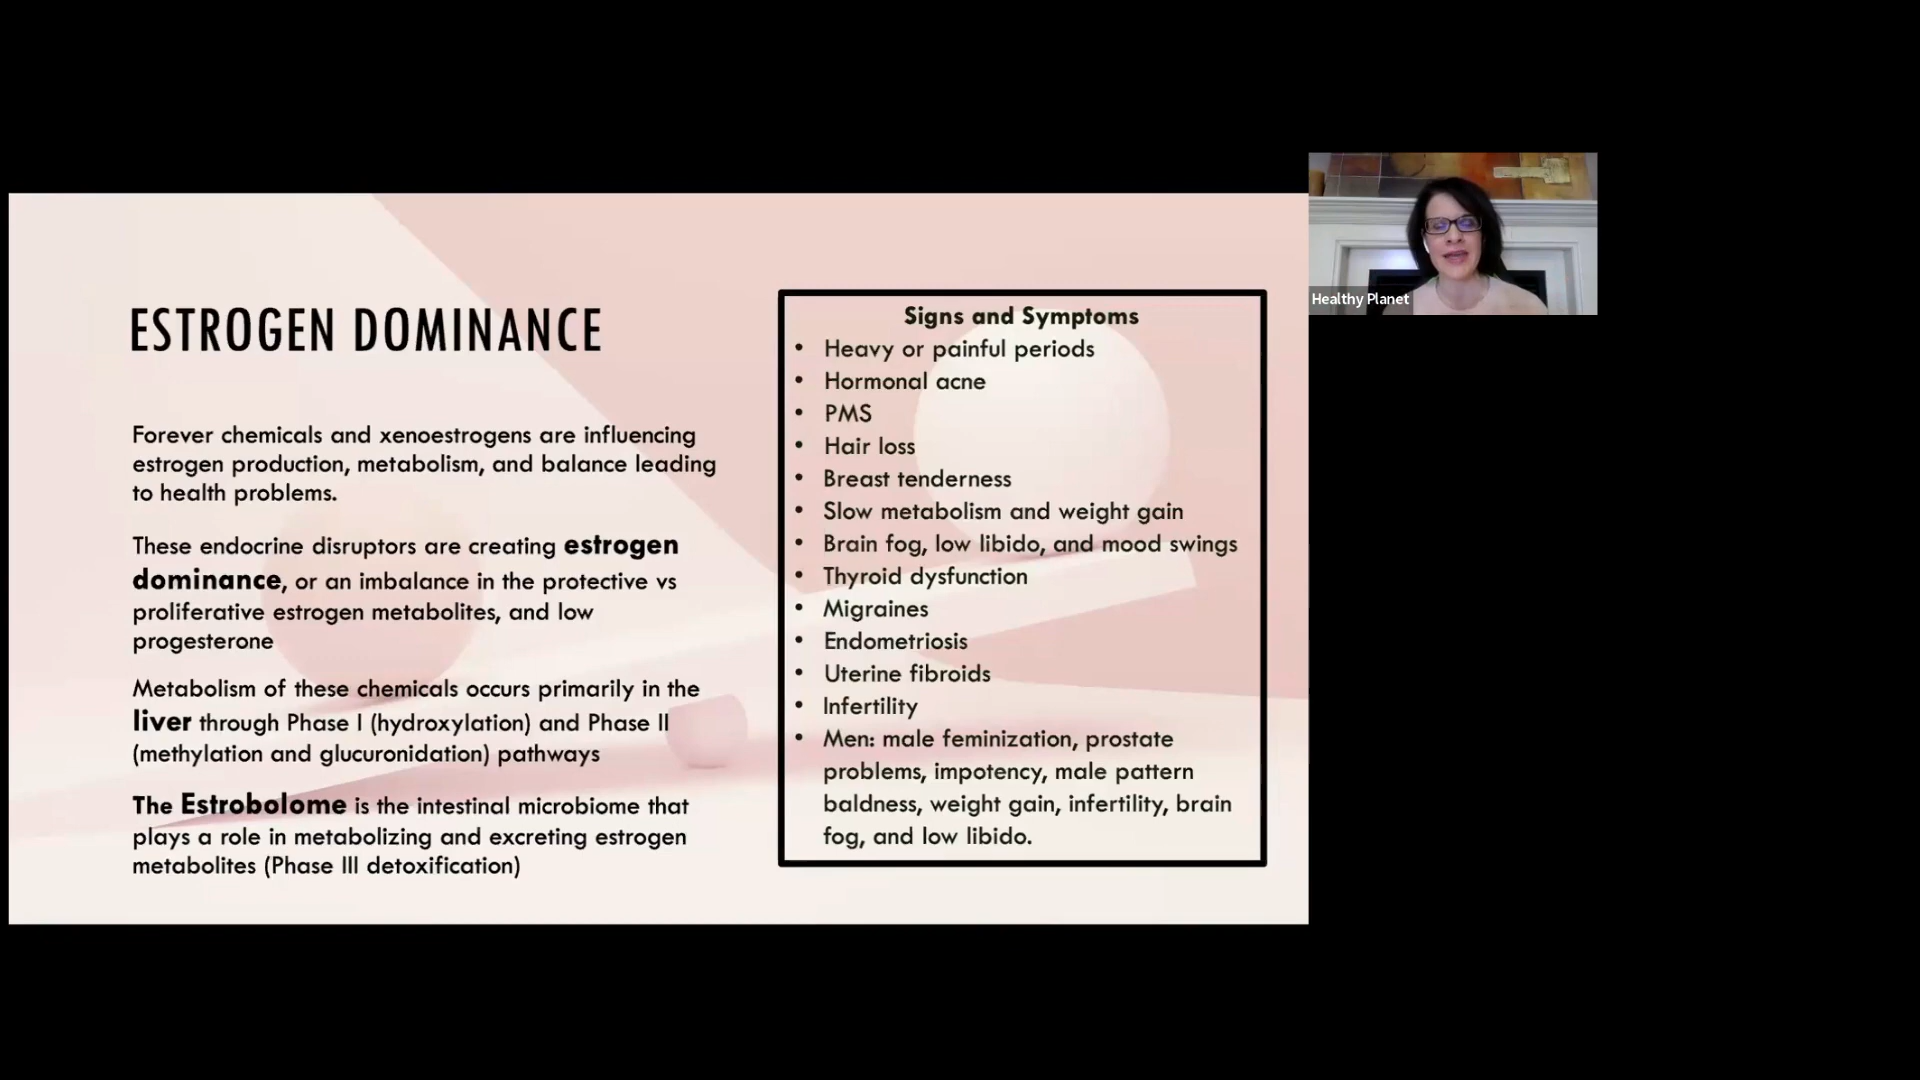 ESTROGEN DOMINANCE
Forever chemicals and xenoestrogens are influencing
estrogen production, metabolism, and balance leading
to health problems.
These endocrine disruptors are creating estrogen
dominance, or an imbalance in the protective vs
proliferative estrogen metabolites, and low
progesterone
Metabolism of these chemicals occurs primarily in the
liver through Phase I (hydroxylation) and Phase II
(methylation and glucuronidation) pathways
The Estrobolome is the intestinal microbiome that
plays a role in metabolizing and excreting estrogen
metabolites (Phase III detoxification)
Signs and Symptoms
• Heavy or painful periods
• Hormonal acne
• PMS
• Hair loss
• Breast tenderness
• Slow metabolism and weight gain
• Brain fog, low libido, and mood swings
• Thyroid dysfunction
• Migraines
• Endometriosis
• Uterine fibroids
• Infertility
• Men: male feminization, prostate
problems, impotency, male pattern
baldness, weight gain, infertility, brain
fog, and low libido.
Healthy Planet